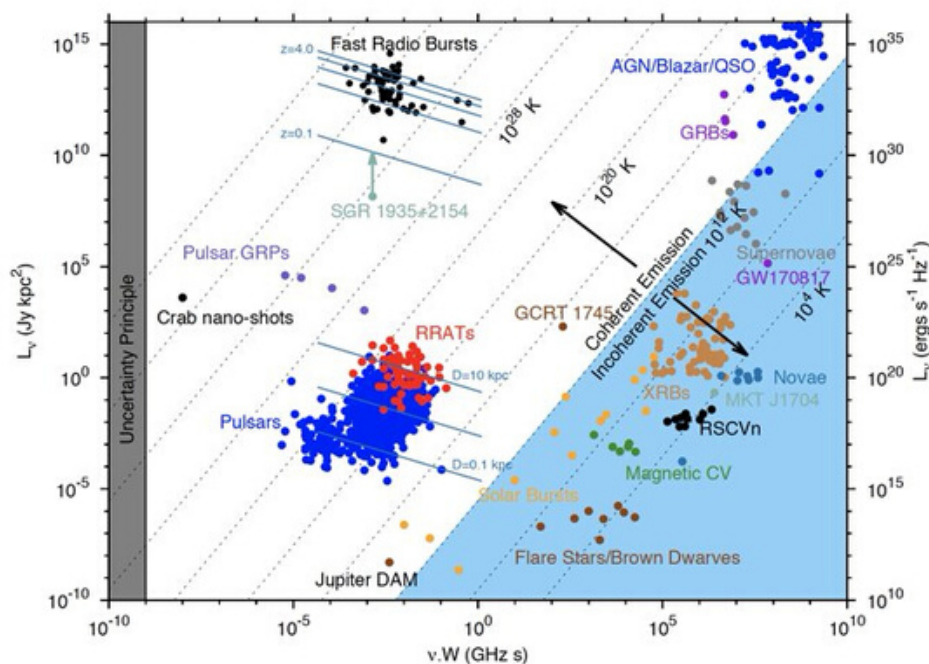 10^15
10^10
10^5
10^0
10^-5
10^-10
L_ν (Jy kpc²)
Uncertainty Principle
z=4.0
Fast Radio Bursts
z=0.1
10^28 K
SGR 1935+2154
Pulsar GRPs
Crab nano-shots
RRATs
D=10 kpc
Pulsars
D=0.1 kpc
Jupiter DAM
AGN/Blazar/QSO
GRBs
10^20 K
Coherent Emission
Incoherent Emission 10^12 K
Supernovae
GW170817
10^4 K
GCRT 1745
XRBs
Novae
MKT J1704
RSCVn
Magnetic CV
Solar Bursts
Flare Stars/Brown Dwarves
10^35
10^30
10^25
10^20
10^15
10^10
L_ν (ergs s^-1 Hz^-1)
10^-10
10^-5
10^0
10^5
10^10
ν.W (GHz s)